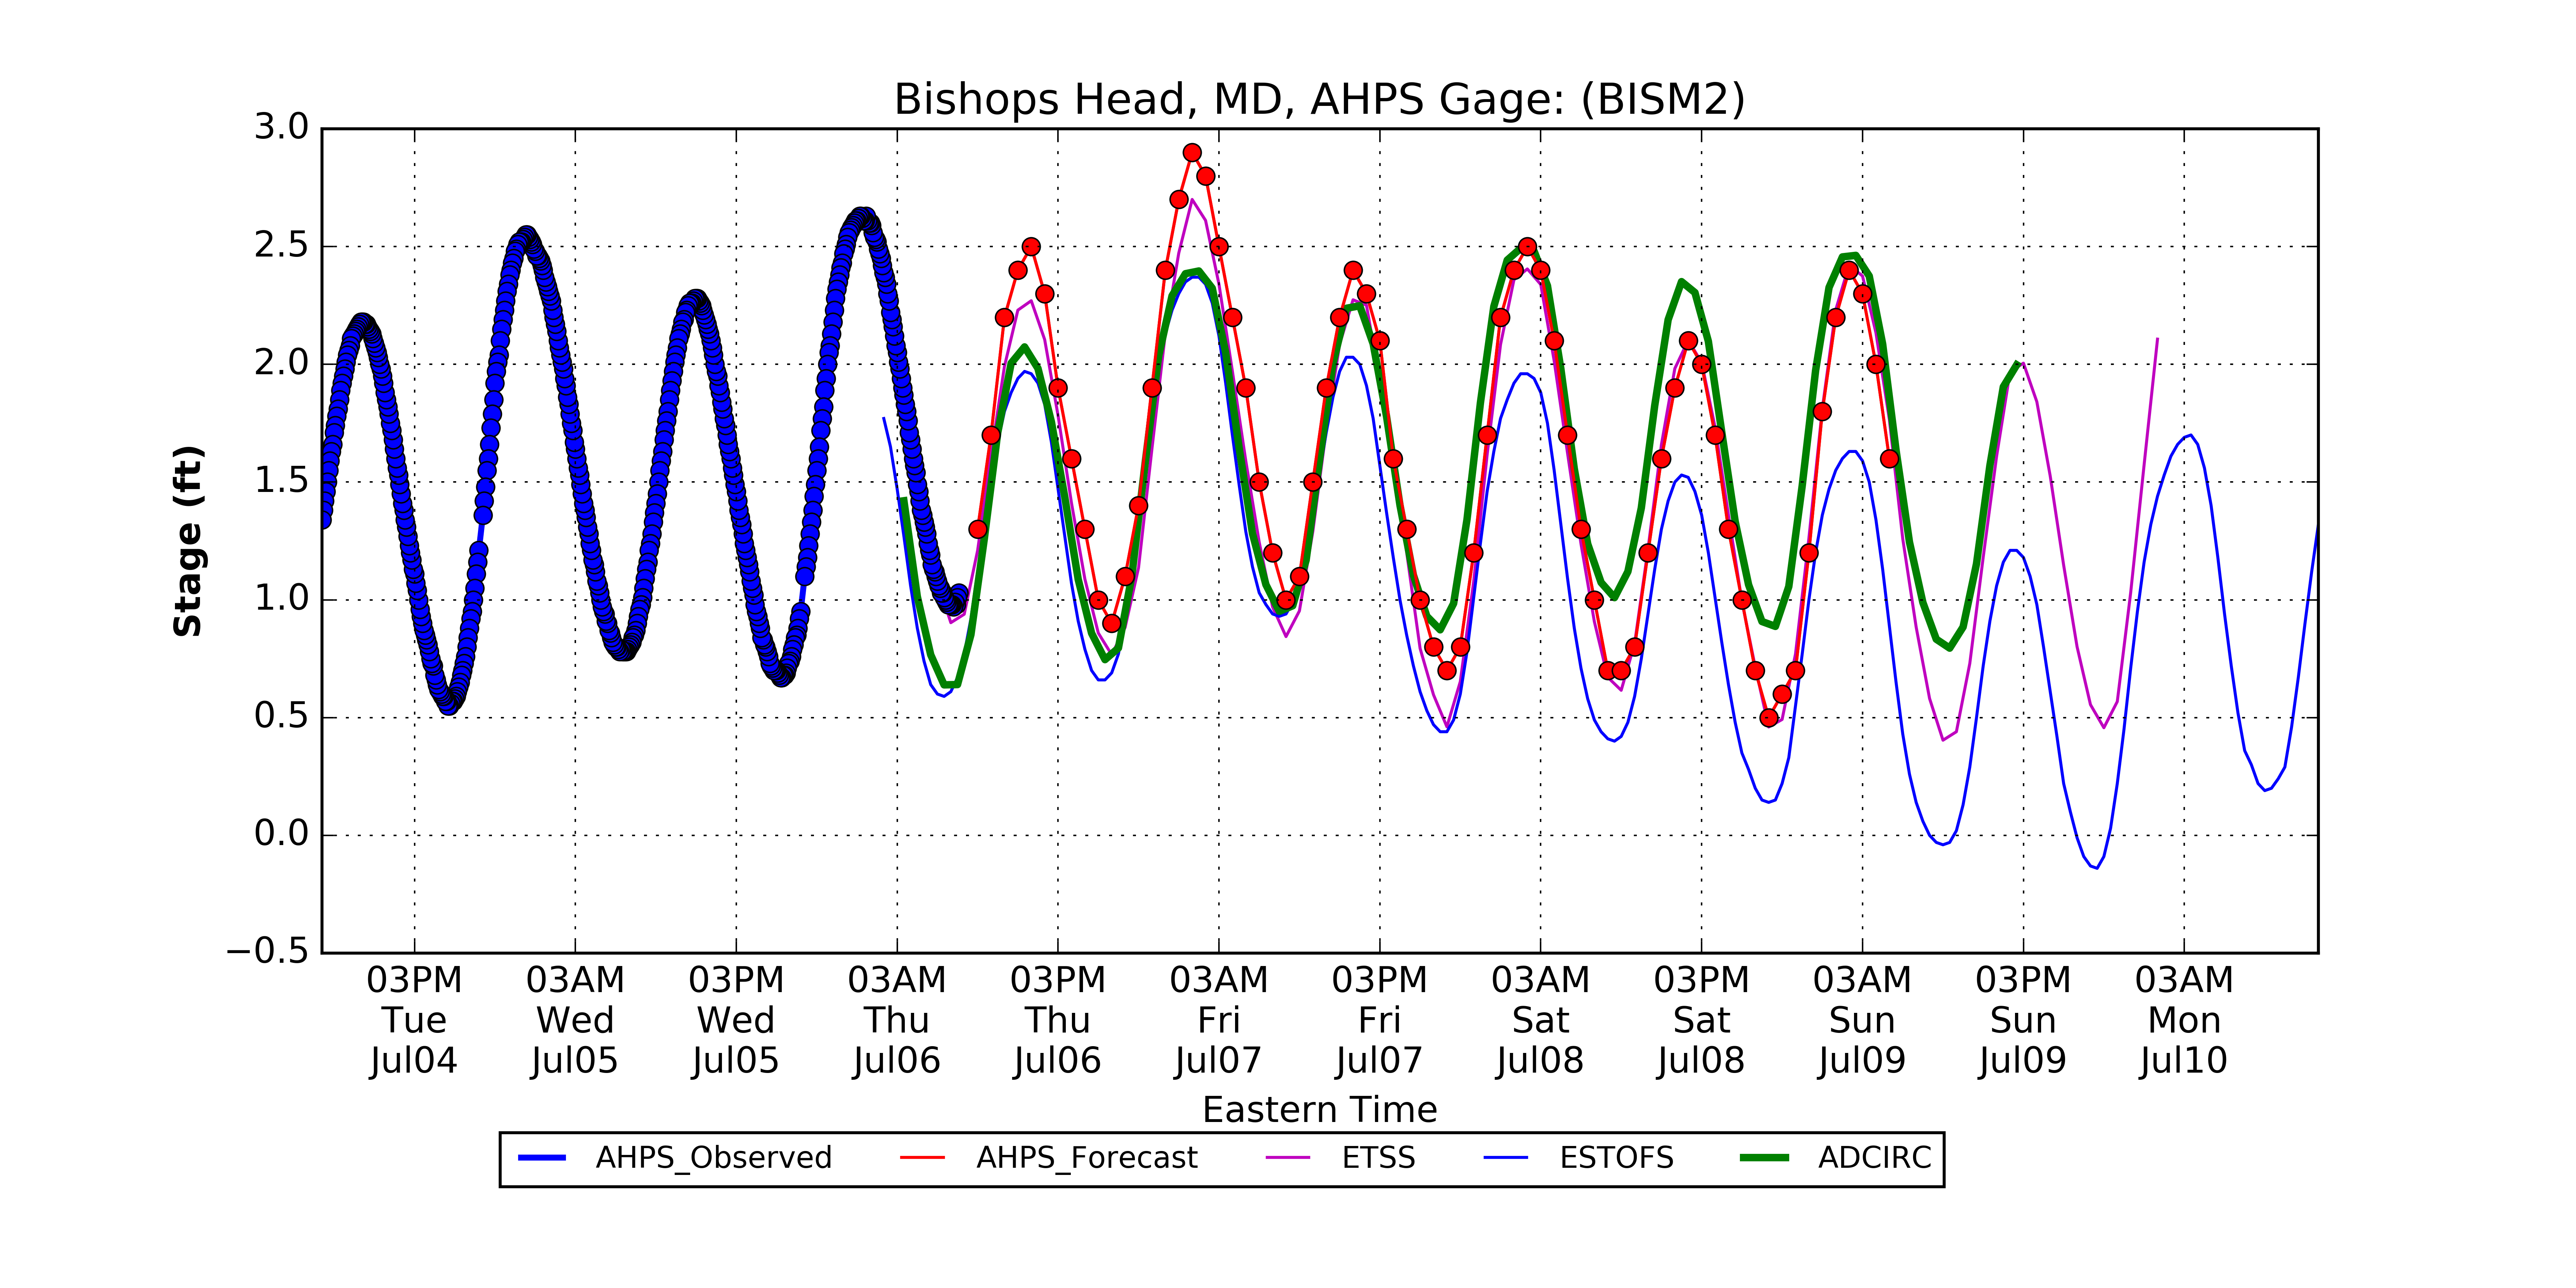 Bishops Head, MD, AHPS Gage: (BISM2)
3.0
2.5
2.0
1.5
1.0
0.5
0.0
−0.5
Stage (ft)
03PM 03AM 03PM 03AM 03PM 03AM 03PM 03AM 03PM 03AM 03PM 03AM
Tue Wed Wed Thu Thu Fri Fri Sat Sat Sun Sun Mon
Jul04 Jul05 Jul05 Jul06 Jul06 Jul07 Jul07 Jul08 Jul08 Jul09 Jul09 Jul10
Eastern Time
AHPS_Observed AHPS_Forecast ETSS ESTOFS ADCIRC